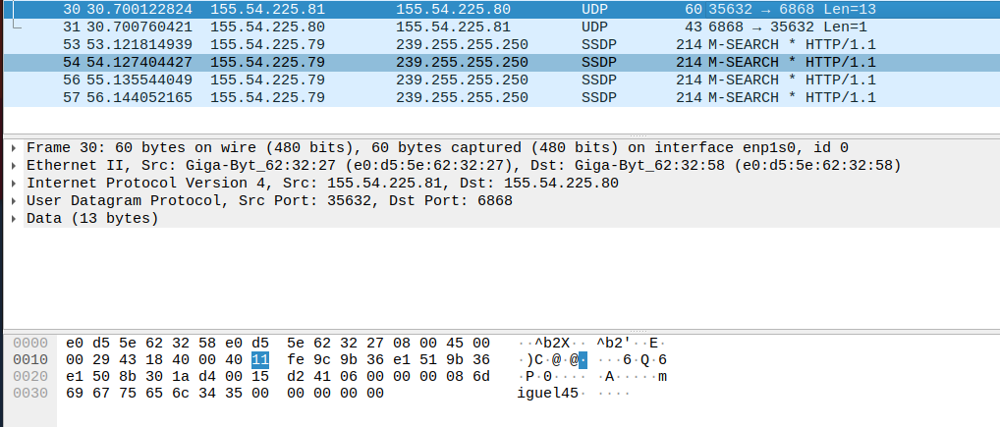 30 30.700122824 155.54.225.81 155.54.225.80 UDP 60 35632 → 6868 Len=13
31 30.700760421 155.54.225.80 155.54.225.81 UDP 43 6868 → 35632 Len=1
53 53.121814939 155.54.225.79 239.255.255.250 SSDP 214 M-SEARCH * HTTP/1.1
54 54.127404427 155.54.225.79 239.255.255.250 SSDP 214 M-SEARCH * HTTP/1.1
56 55.135544049 155.54.225.79 239.255.255.250 SSDP 214 M-SEARCH * HTTP/1.1
57 56.144052165 155.54.225.79 239.255.255.250 SSDP 214 M-SEARCH * HTTP/1.1
Frame 30: 60 bytes on wire (480 bits), 60 bytes captured (480 bits) on interface enp1s0, id 0
Ethernet II, Src: Giga-Byt_62:32:27 (e0:d5:5e:62:32:27), Dst: Giga-Byt_62:32:58 (e0:d5:5e:62:32:58)
Internet Protocol Version 4, Src: 155.54.225.81, Dst: 155.54.225.80
User Datagram Protocol, Src Port: 35632, Dst Port: 6868
Data (13 bytes)
0000 e0 d5 5e 62 32 58 e0 d5 5e 62 32 27 08 00 45 00 ··^b2X·· ^b2'··E·
0010 00 29 43 18 40 00 40 11 fe 9c 9b 36 e1 51 9b 36 ·)C·@·@· ···6·Q·6
0020 e1 50 8b 30 1a d4 00 15 d2 41 06 00 00 00 08 6d ·P·0···· ·A·····m
0030 69 67 75 65 6c 34 35 00 00 00 00 00 iguel45· ····